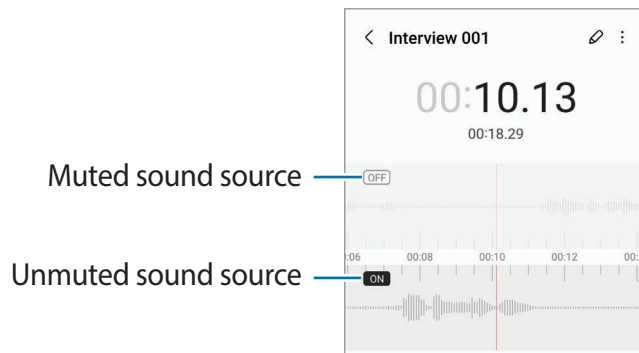 Interview 001
00:10.13
00:18.29
Muted sound source
OFF
:06 00:08 00:10 00:12 00:
Unmuted sound source
ON